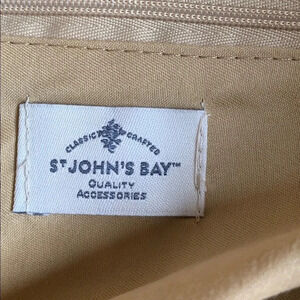 CLASSIC CRAFTED
ST JOHN'S BAY™
QUALITY
ACCESSORIES